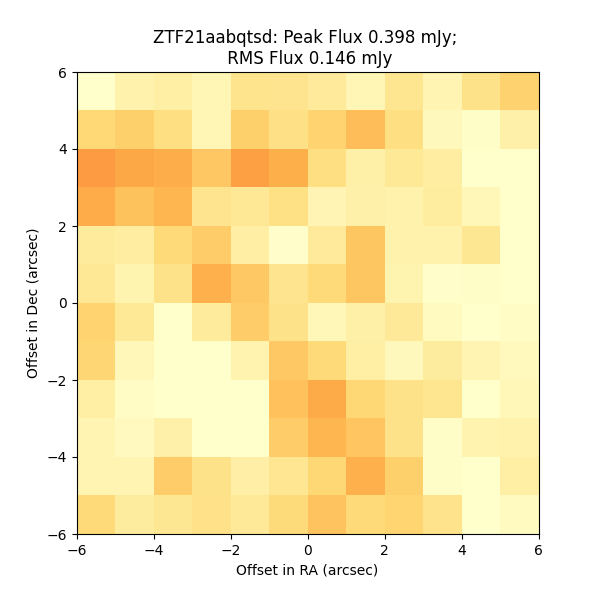 ZTF21aabqtsd: Peak Flux 0.398 mJy;
RMS Flux 0.146 mJy
6
4
2
0
−2
−4
−6
Offset in Dec (arcsec)
−6 −4 −2 0 2 4 6
Offset in RA (arcsec)